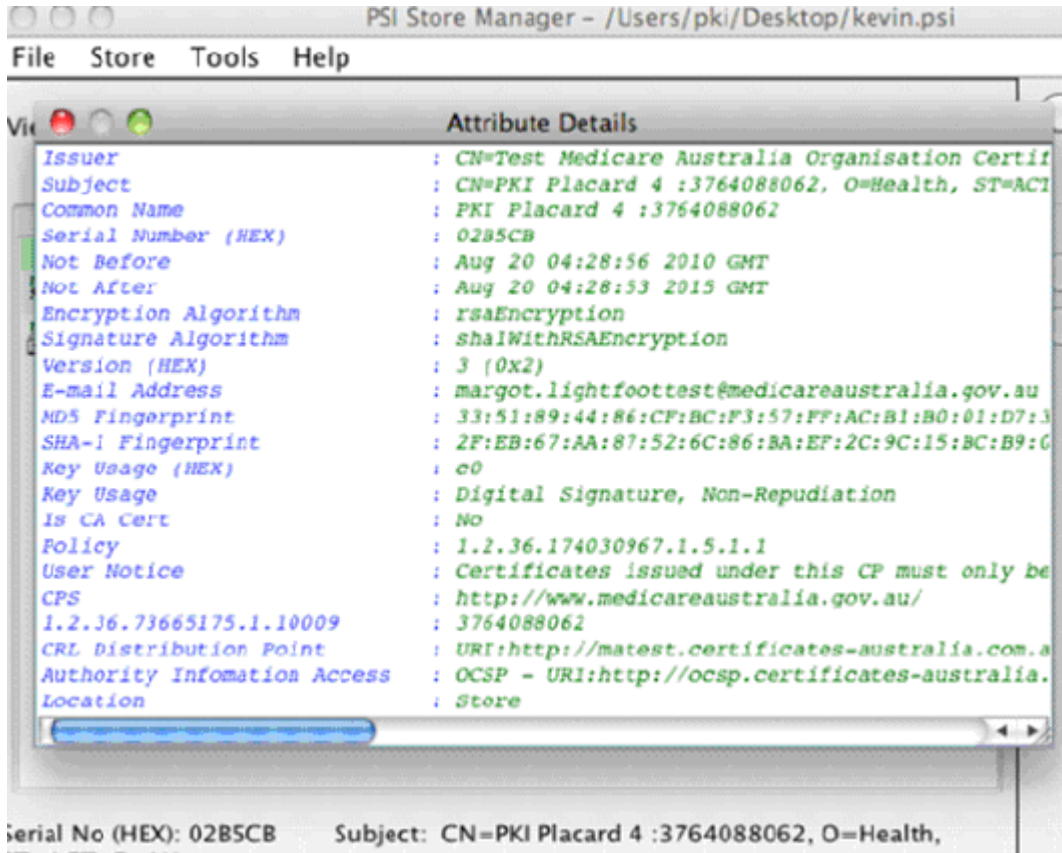 PSI Store Manager – /Users/pki/Desktop/kevin.psi
File Store Tools Help
Attribute Details
Issuer : CN=Test Medicare Australia Organisation Certif
Subject : CN=PKI Placard 4 :3764088062, O=Health, ST=ACT
Common Name : PKI Placard 4 :3764088062
Serial Number (HEX) : 02B5CB
Not Before : Aug 20 04:28:56 2010 GMT
Not After : Aug 20 04:28:53 2015 GMT
Encryption Algorithm : rsaEncryption
Signature Algorithm : sha1WithRSAEncryption
Version (HEX) : 3 (0x2)
E-mail Address : margot.lightfoottest@medicareaustralia.gov.au
MD5 Fingerprint : 33:51:89:44:86:CF:BC:F3:57:FF:AC:B1:B0:01:D7:3
SHA-1 Fingerprint : 2F:EB:67:AA:87:52:6C:86:BA:EF:2C:9C:15:BC:B9:
Key Usage (HEX) : c0
Key Usage : Digital Signature, Non-Repudiation
Is CA Cert : No
Policy : 1.2.36.174030967.1.5.1.1
User Notice : Certificates issued under this CP must only be
CPS : http://www.medicareaustralia.gov.au/
1.2.36.73665175.1.10009 : 3764088062
CRL Distribution Point : URI:http://matest.certificates-australia.com.a
Authority Infomation Access : OCSP - URI:http://ocsp.certificates-australia.
Location : Store
Serial No (HEX): 02B5CB Subject: CN=PKI Placard 4 :3764088062, O=Health,